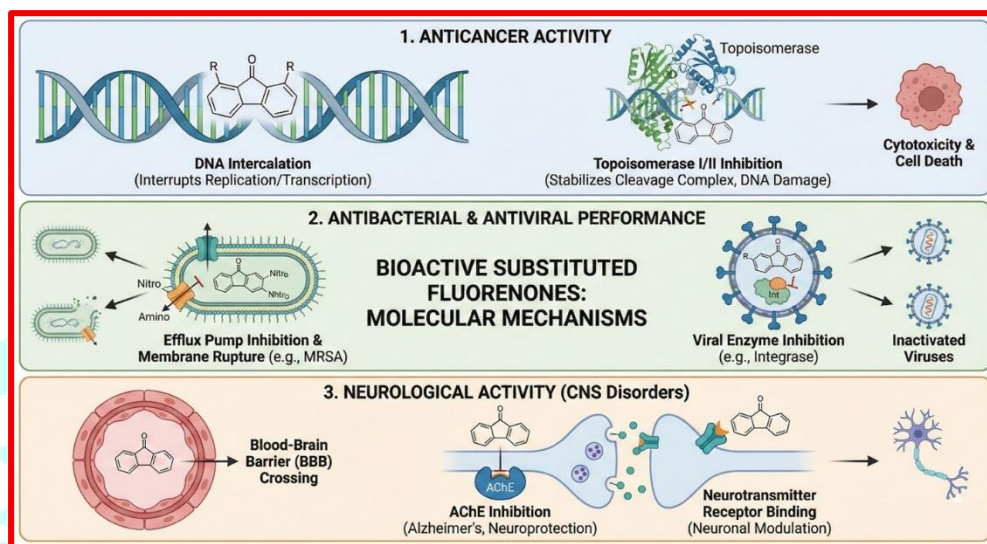 1. ANTICANCER ACTIVITY
R
O
R
DNA Intercalation
(Interrupts Replication/Transcription)
Topoisomerase
O
Topoisomerase I/II Inhibition
(Stabilizes Cleavage Complex, DNA Damage)
Cytotoxicity &
Cell Death
2. ANTIBACTERIAL & ANTIVIRAL PERFORMANCE
Nitro
Amino
O
Nitro
Nhtro
Efflux Pump Inhibition &
Membrane Rupture (e.g., MRSA)
BIOACTIVE SUBSTITUTED
FLUORENONES:
MOLECULAR MECHANISMS
R
O
Int
Viral Enzyme Inhibition
(e.g., Integrase)
Inactivated
Viruses
3. NEUROLOGICAL ACTIVITY (CNS Disorders)
O
Blood-Brain
Barrier (BBB)
Crossing
O
AChE
AChE Inhibition
(Alzheimer's, Neuroprotection)
O
Neurotransmitter
Receptor Binding
(Neuronal Modulation)